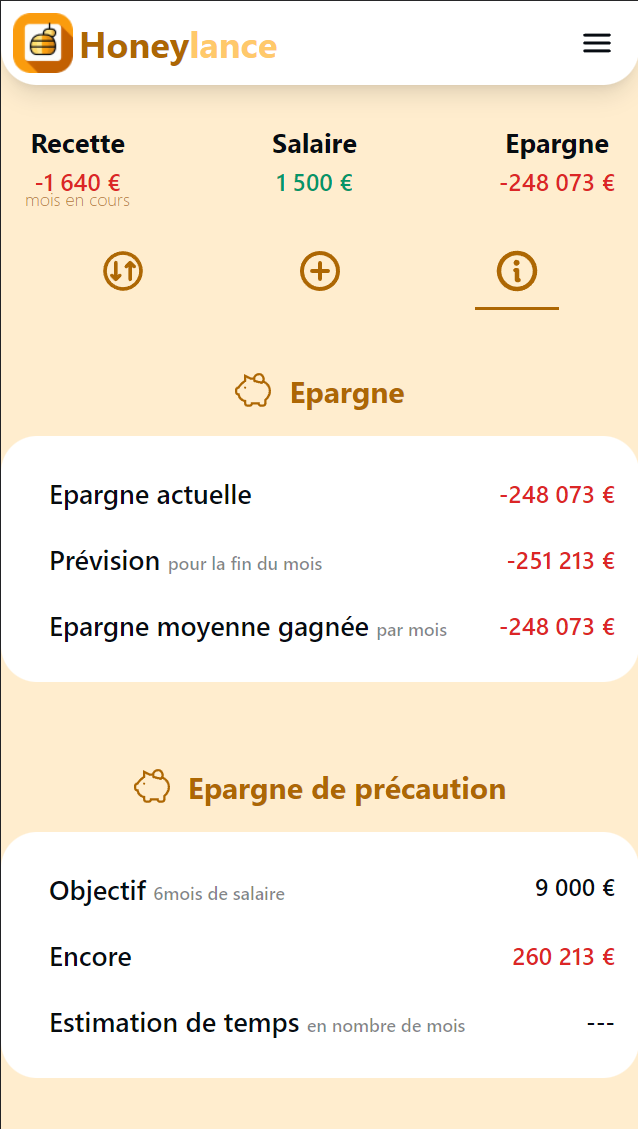 Honeylance
Recette Salaire Epargne
-1 640 € 1 500 € -248 073 €
mois en cours
Epargne
Epargne actuelle -248 073 €
Prévision pour la fin du mois -251 213 €
Epargne moyenne gagnée par mois -248 073 €
Epargne de précaution
Objectif 6mois de salaire 9 000 €
Encore 260 213 €
Estimation de temps en nombre de mois ---